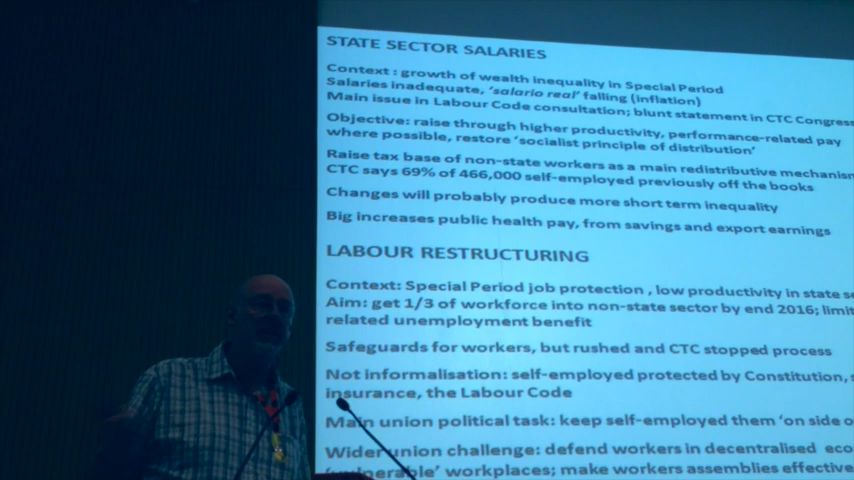 STATE SECTOR SALARIES
Context : growth of wealth inequality in Special Period
Salaries inadequate, 'salario real' falling (inflation)
Main issue in Labour Code consultation; blunt statement in CTC Congress
Objective: raise through higher productivity, performance-related pay
where possible, restore 'socialist principle of distribution'
Raise tax base of non-state workers as a main redistributive mechanism
CTC says 69% of 466,000 self-employed previously off the books
Changes will probably produce more short term inequality
Big increases public health pay, from savings and export earnings
LABOUR RESTRUCTURING
Context: Special Period job protection , low productivity in state
Aim: get 1/3 of workforce into non-state sector by end 2016;
related unemployment benefit
Safeguards for workers, but rushed and CTC stopped process
Not informalisation: self-employed protected by Constitution,
insurance, the Labour Code
Main union political task: keep self-employed them 'on side
Wider union challenge: defend workers in decentralised
'vulnerable' workplaces; make workers assemblies effective